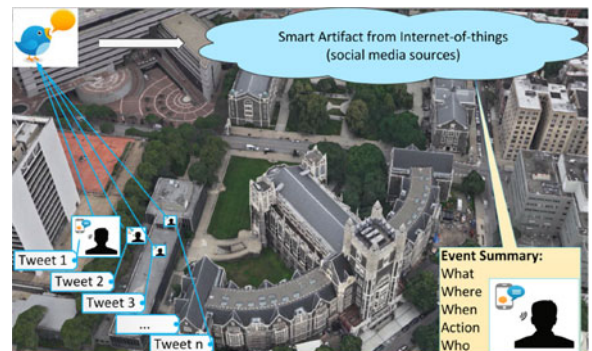 Smart Artifact from Internet-of-things
(social media sources)
Tweet 1
Tweet 2
Tweet 3
...
Tweet n
Event Summary:
What
Where
When
Action
Who